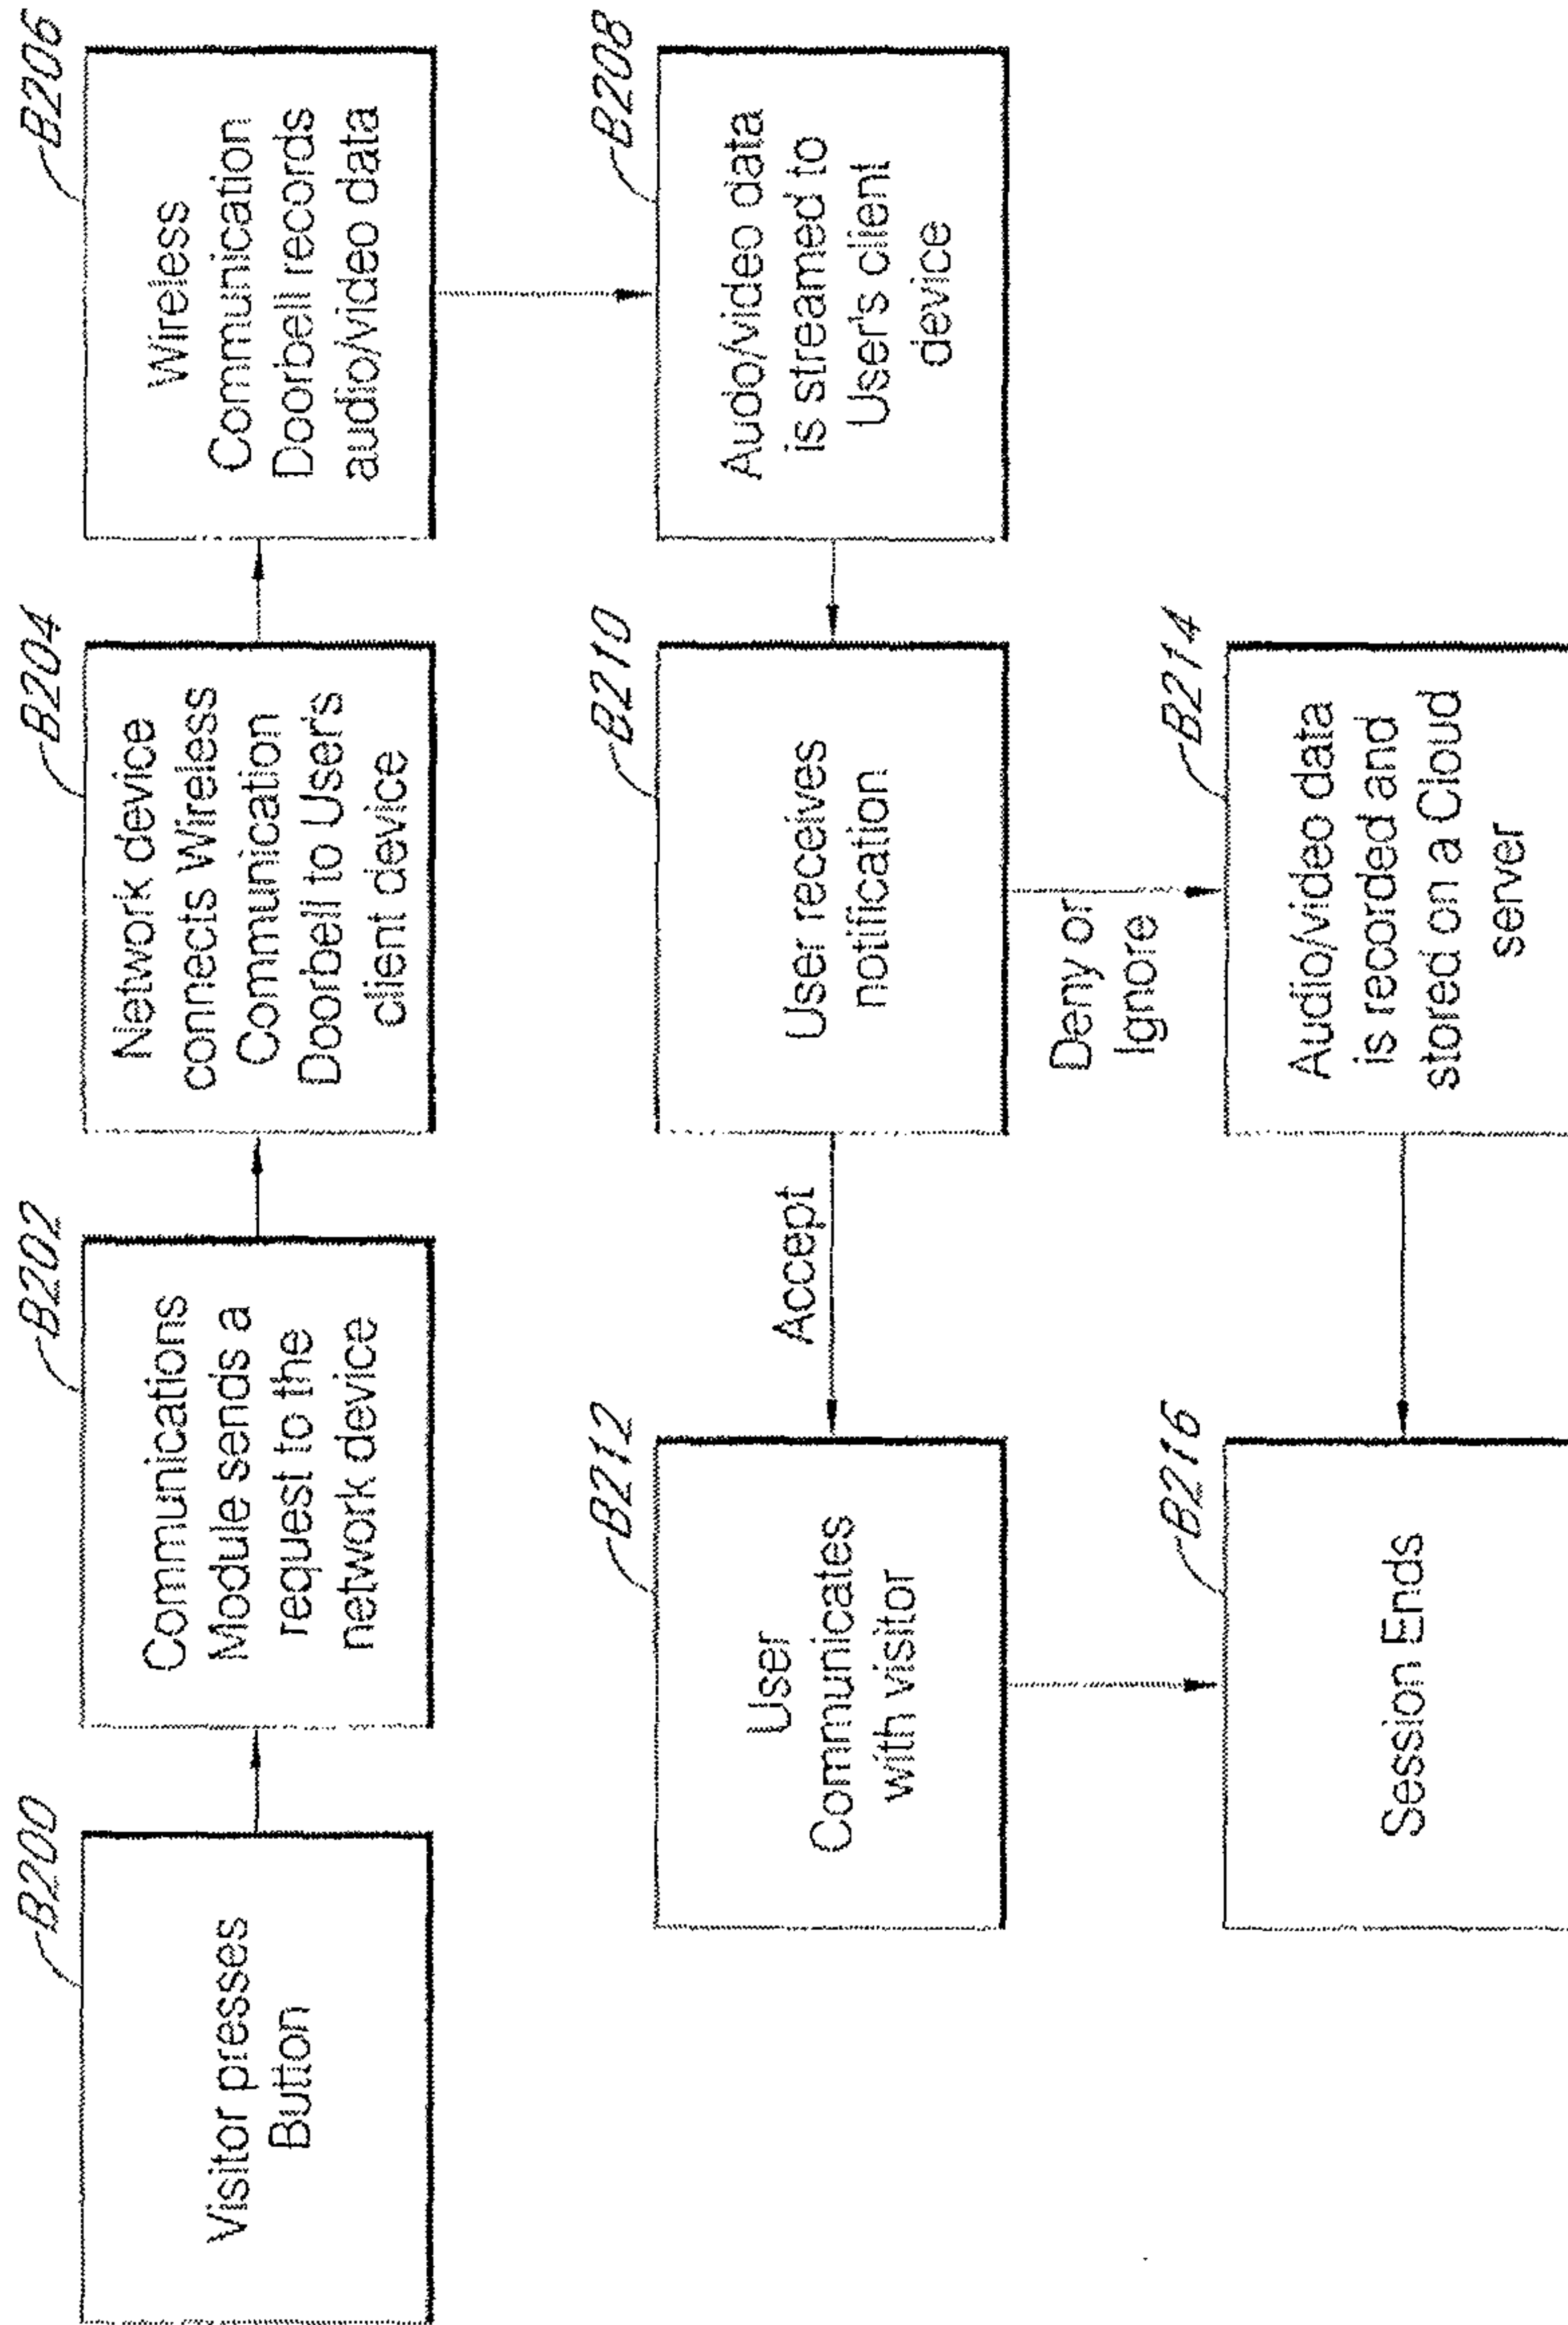 B200
Visitor presses
Button
B202
Communications
Module sends a
request to the
network device
B204
Network device
connects Wireless
Communication
Doorbell to User's
client device
B206
Wireless
Communication
Doorbell records
audio/video data
B208
Audo/video data
is streamed to
User's client
device
B210
User receives
notification
Accept
Deny or
Ignore
B212
User
Communicates
with visitor
B214
Audio/video data
is recorded and
stored on a Cloud
server
B216
Session Ends